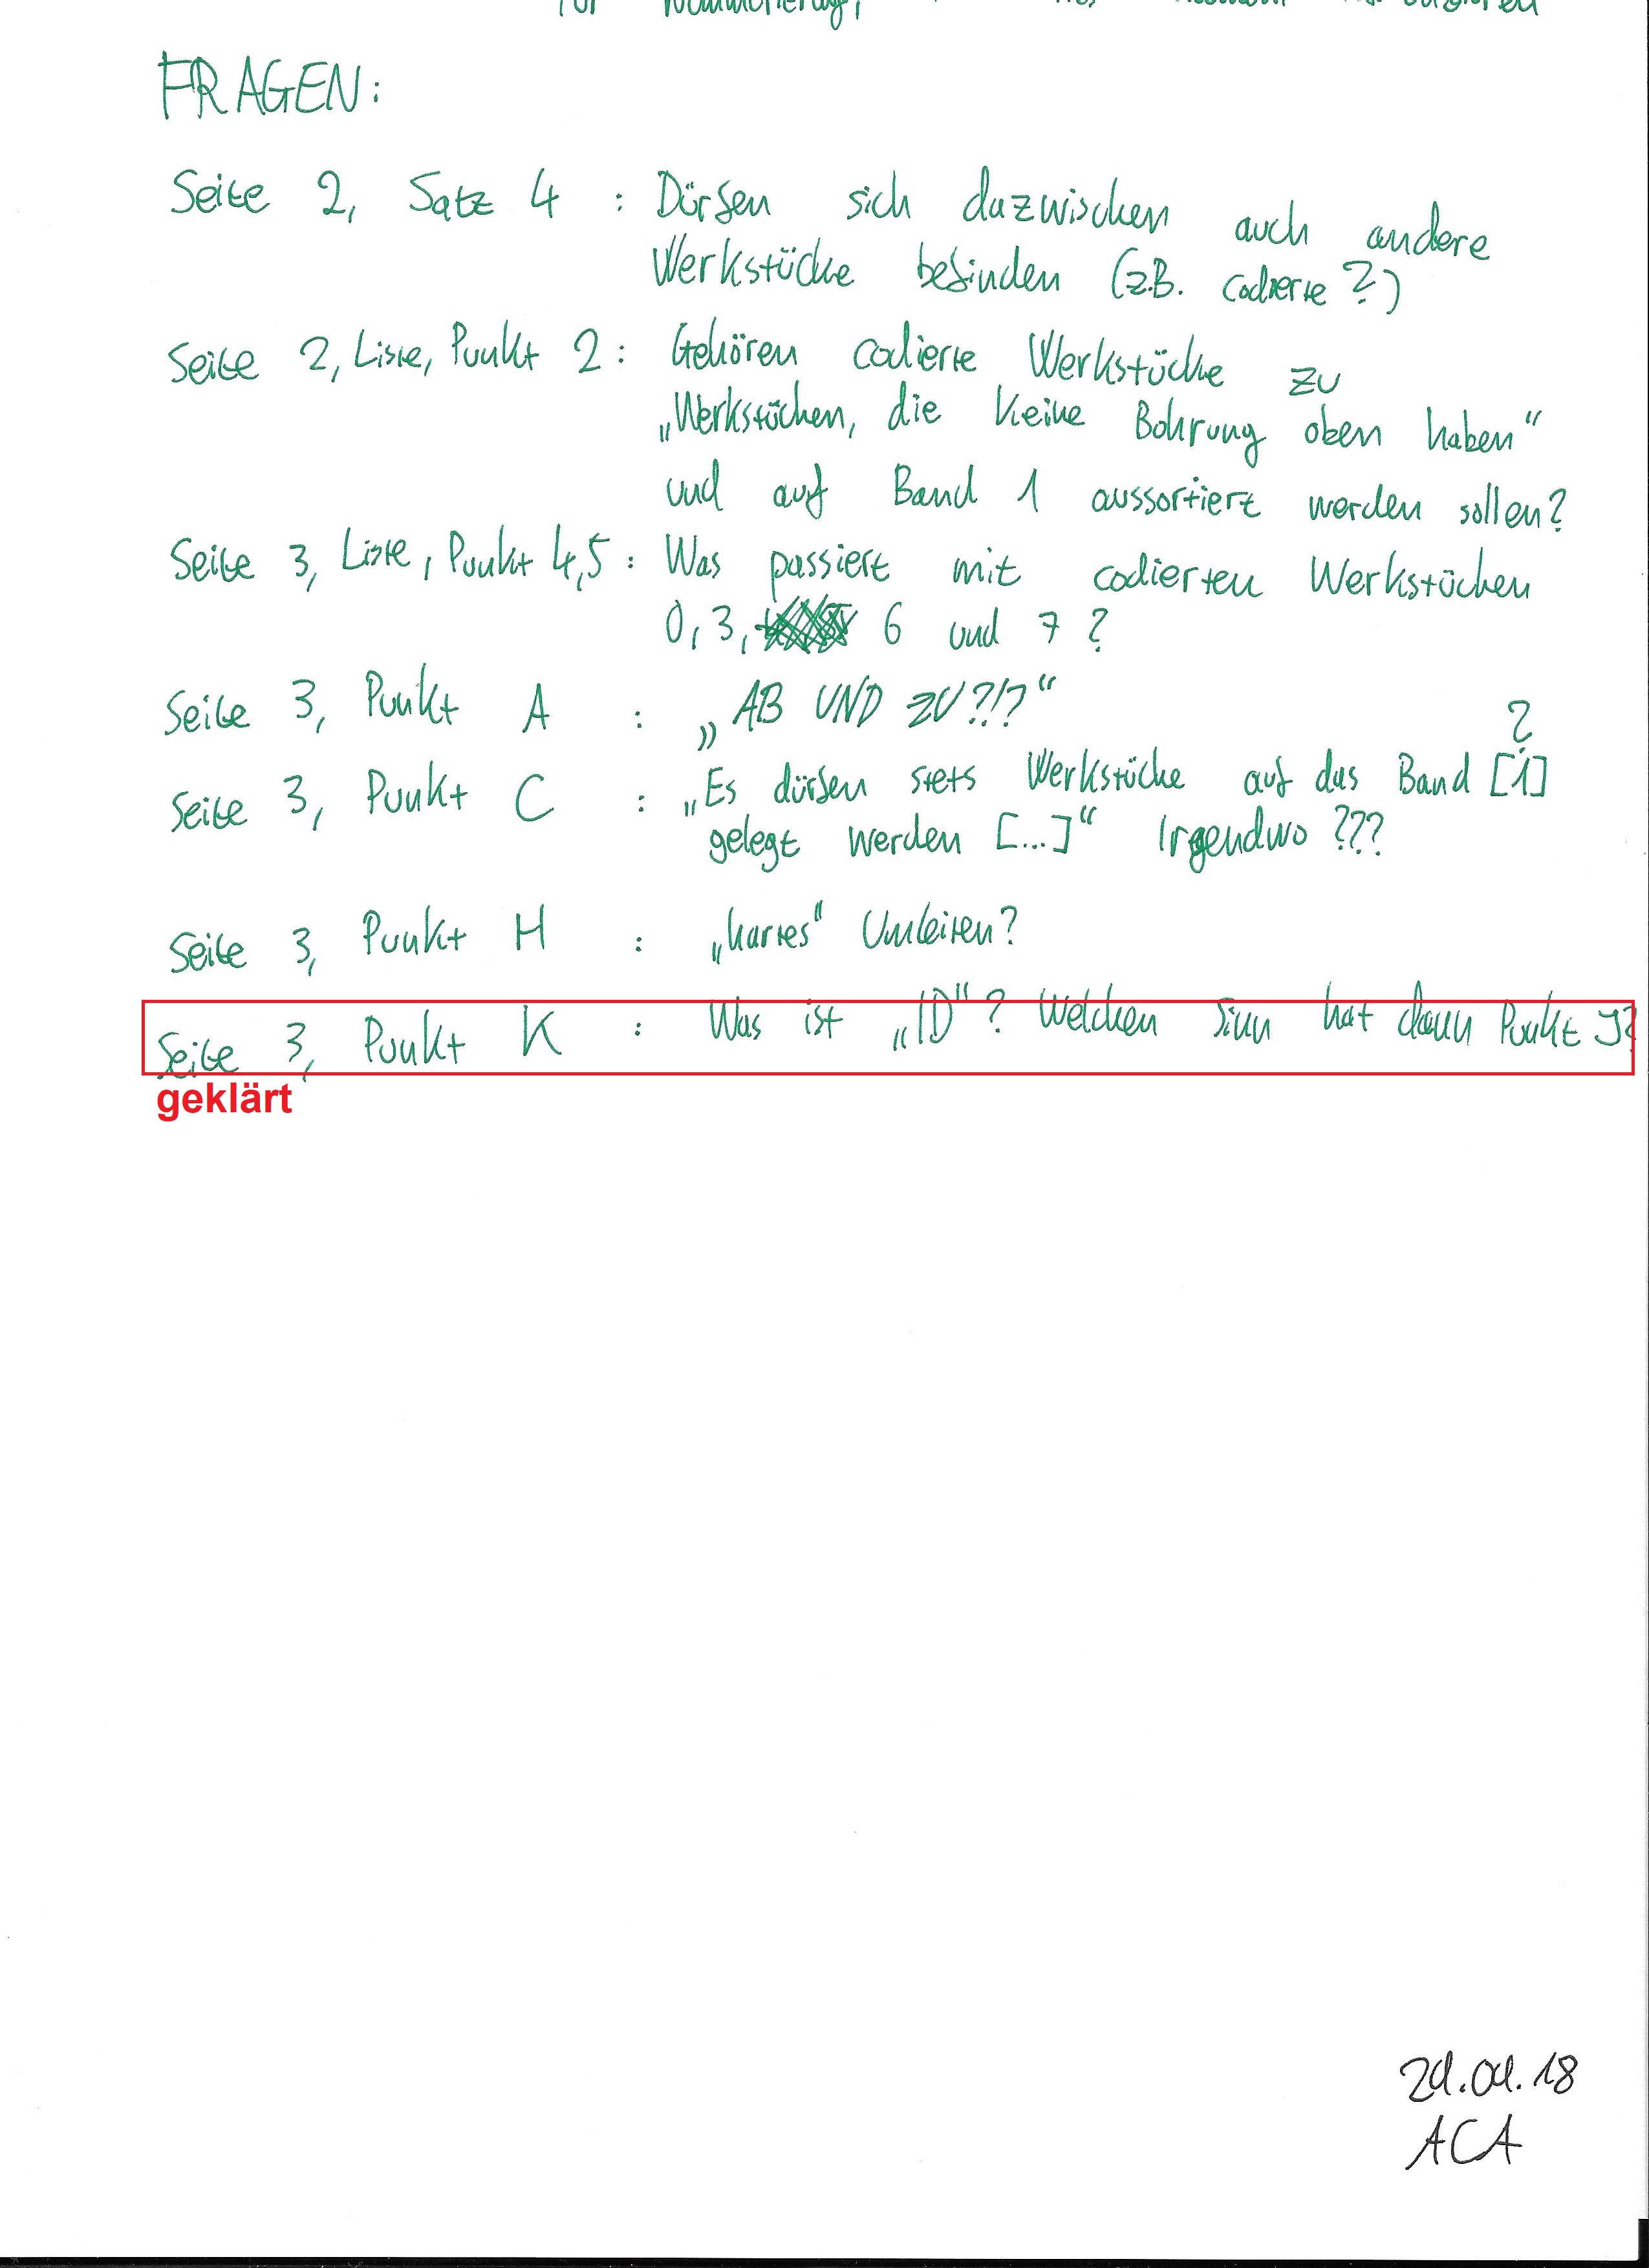 für
FRAGEN:
Seite 2, Satz 4 : Dürfen sich dazwischen auch andere
Werkstücke befinden (z.B. codierte?)
Seite 2, Liste, Punkt 2: Gehören codierte Werkstücke zu
„Werkstücken, die keine Bohrung oben haben“
und auf Band 1 aussortiert werden sollen?
Seite 3, Liste, Punkt 4,5 : Was passiert mit codierten Werkstücken
0, 3, 6 und 7 ?
Seite 3, Punkt A : „AB UND ZU?!?“
Seite 3, Punkt C : „Es dürfen stets Werkstücke auf das Band [1]?
gelegt werden [...]“ Irgendwo ???
Seite 3, Punkt H : „hartes“ Umleiten?
Seite 3, Punkt K : Was ist „ID“? Welchen Sinn hat dann Punkt J?
geklärt
ACA